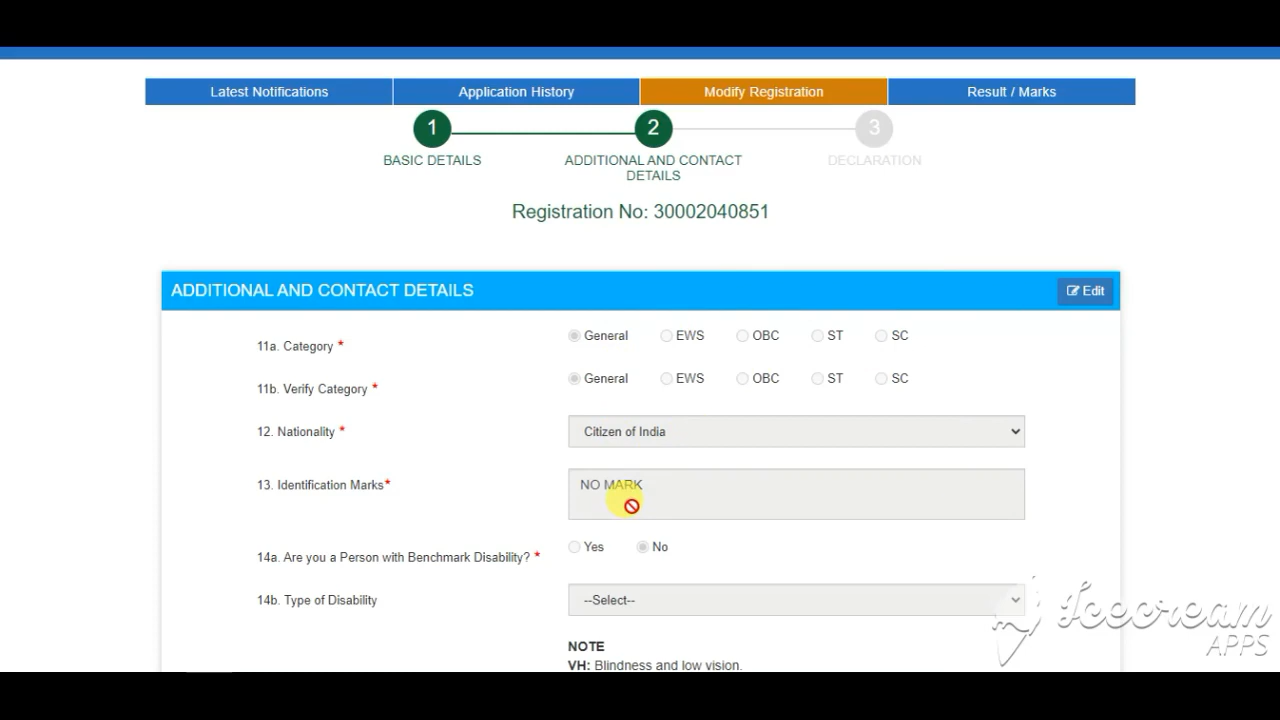 Latest Notifications Application History Modify Registration Result / Marks
1 2 3
BASIC DETAILS ADDITIONAL AND CONTACT DETAILS DECLARATION
Registration No: 30002040851
ADDITIONAL AND CONTACT DETAILS Edit
11a. Category * General EWS OBC ST SC
11b. Verify Category * General EWS OBC ST SC
12. Nationality * Citizen of India
13. Identification Marks* NO MARK
14a. Are you a Person with Benchmark Disability? * Yes No
14b. Type of Disability --Select--
NOTE
VH: Blindness and low vision.
Icecream
APPS